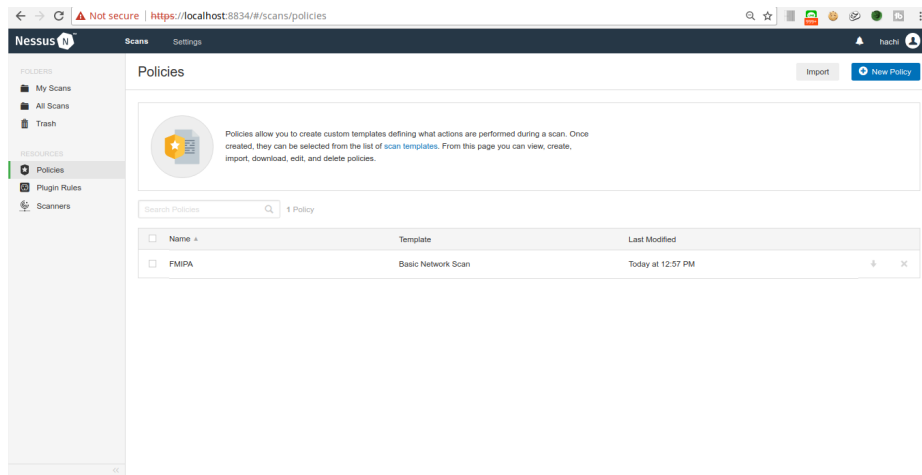 Not secure | https://localhost:8834/#/scans/policies
Nessus N
Scans Settings
hachi
FOLDERS
My Scans
All Scans
Trash
RESOURCES
Policies
Plugin Rules
Scanners
Policies
Import
New Policy
Policies allow you to create custom templates defining what actions are performed during a scan. Once
created, they can be selected from the list of scan templates. From this page you can view, create,
import, download, edit, and delete policies.
Search Policies
1 Policy
Name Template Last Modified
FMIPA Basic Network Scan Today at 12:57 PM